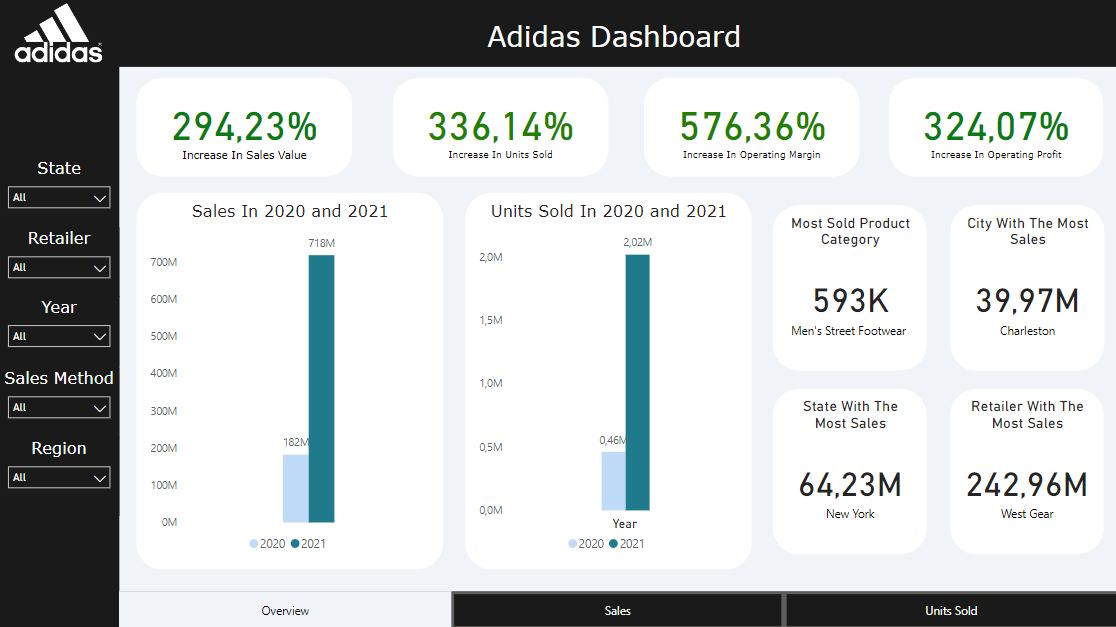 adidas
Adidas Dashboard
State
All
Retailer
All
Year
All
Sales Method
All
Region
All
294,23%
Increase In Sales Value
336,14%
Increase In Units Sold
576,36%
Increase In Operating Margin
324,07%
Increase In Operating Profit
Sales In 2020 and 2021
718M
700M
600M
500M
400M
300M
200M
182M
100M
0M
2020 2021
Units Sold In 2020 and 2021
2,02M
2,0M
1,5M
1,0M
0,5M
0,46M
0,0M
Year
2020 2021
Most Sold Product
Category
593K
Men's Street Footwear
City With The Most
Sales
39,97M
Charleston
State With The
Most Sales
64,23M
New York
Retailer With The
Most Sales
242,96M
West Gear
Overview
Sales
Units Sold